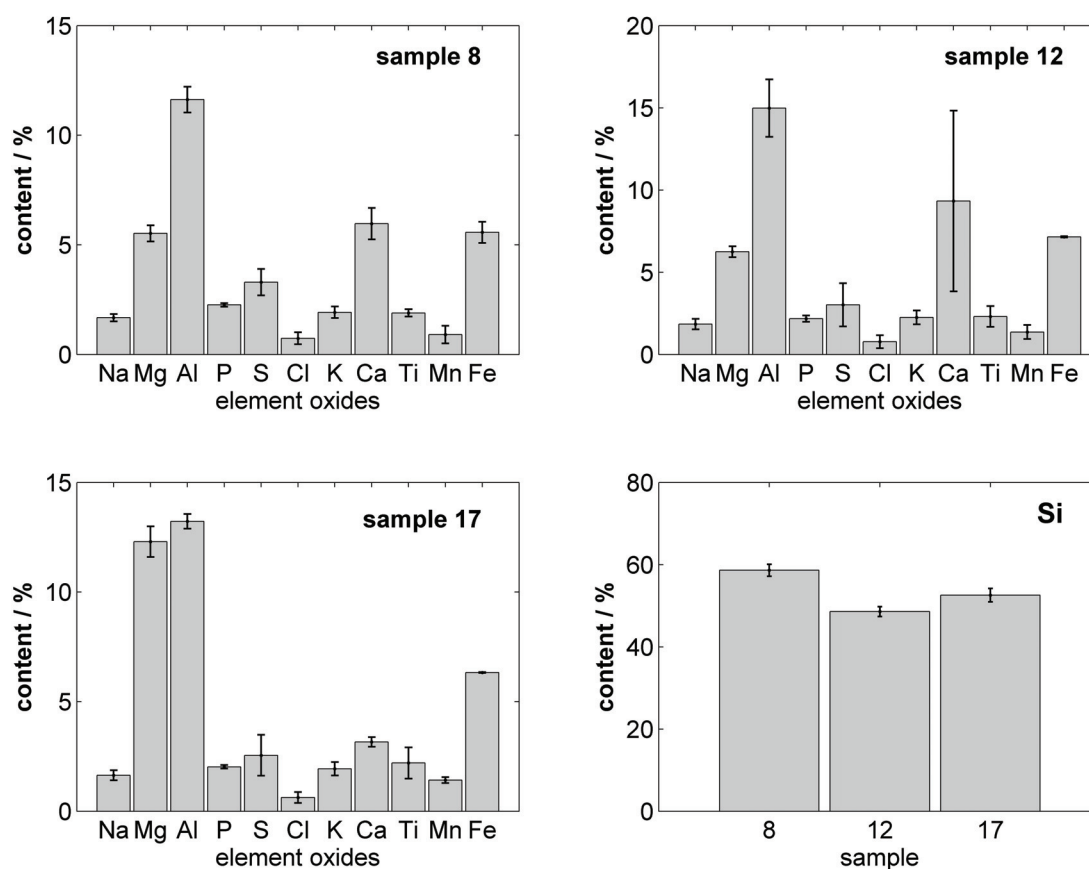 15
10
5
0
content / %
sample 8
Na Mg Al P S Cl K Ca Ti Mn Fe
element oxides
20
15
10
5
0
content / %
sample 12
Na Mg Al P S Cl K Ca Ti Mn Fe
element oxides
15
10
5
0
content / %
sample 17
Na Mg Al P S Cl K Ca Ti Mn Fe
element oxides
80
60
40
20
0
content / %
Si
8 12 17
sample